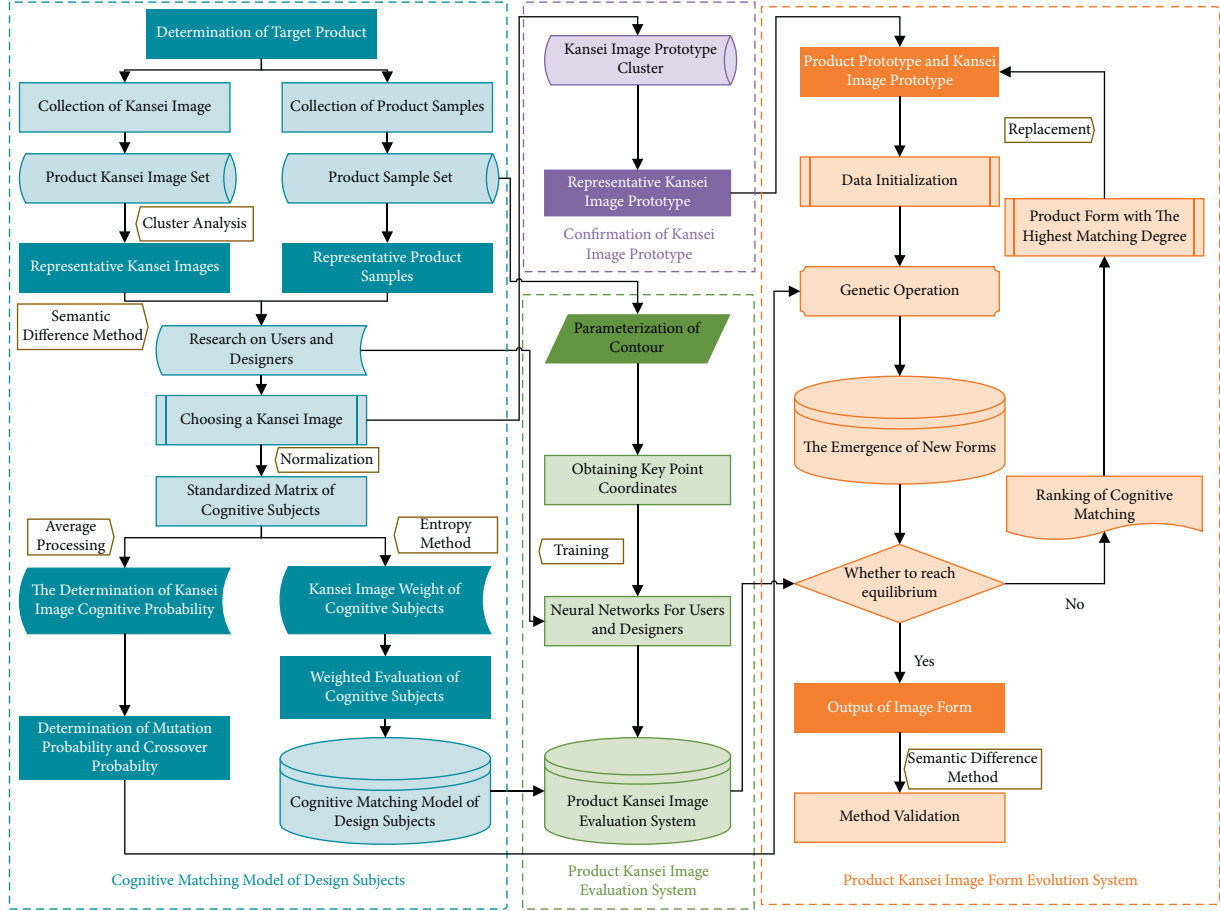 Determination of Target Product
Collection of Kansei Image
Collection of Product Samples
Product Kansei Image Set
Product Sample Set
Cluster Analysis
Representative Kansei Images
Representative Product
Samples
Semantic
Difference Method
Research on Users and
Designers
Choosing a Kansei Image
Normalization
Standardized Matrix of
Cognitive Subjects
Average
Processing
Entropy
Method
The Determination of Kansei
Image Cognitive Probability
Kansei Image Weight of
Cognitive Subjects
Weighted Evaluation of
Cognitive Subjects
Determination of Mutation
Probability and Crossover
Probabilty
Cognitive Matching Model of
Design Subjects
Cognitive Matching Model of Design Subjects
Kansei Image Prototype
Cluster
Representative Kansei
Image Prototype
Confirmation of Kansei
Image Prototype
Parameterization of
Contour
Obtaining Key Point
Coordinates
Training
Neural Networks For Users
and Designers
Product Kansei Image
Evaluation System
Product Kansei Image
Evaluation System
Product Prototype and Kansei
Image Prototype
Replacement
Data Initialization
Product Form with The
Highest Matching Degree
Genetic Operation
The Emergence of New Forms
Ranking of Cognitive
Matching
Whether to reach
equilibrium
No
Yes
Output of Image Form
Semantic Difference
Method
Method Validation
Product Kansei Image Form Evolution System